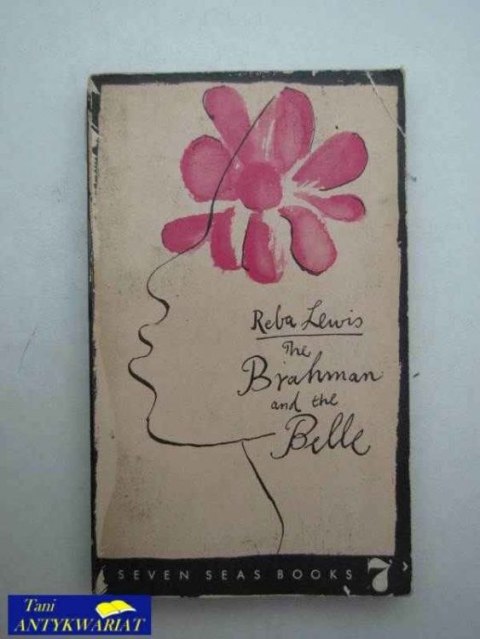 Reba Lewis
The
Brahman
and the
Belle
SEVEN SEAS BOOKS 7
Tani
ANTYKWARIAT